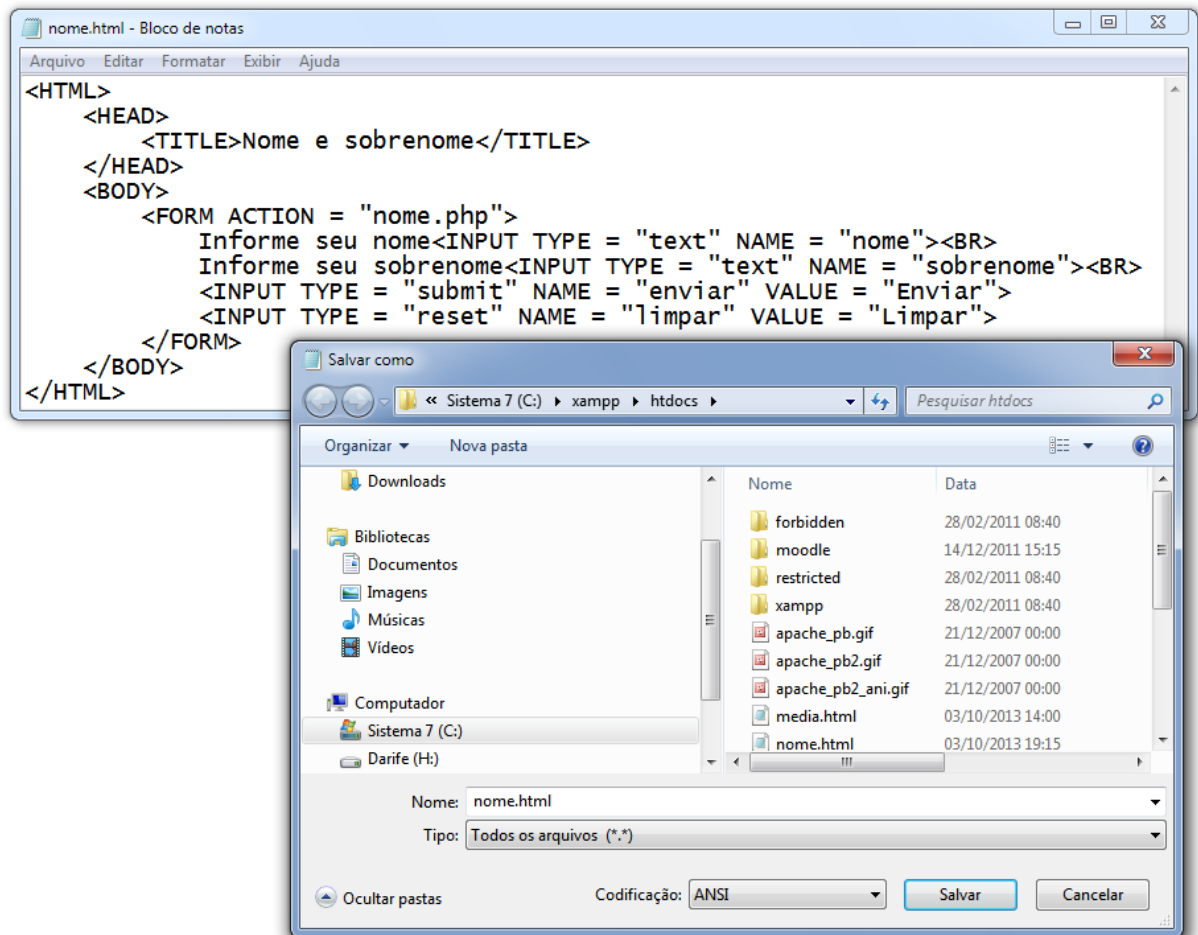 nome.html - Bloco de notas
Arquivo Editar Formatar Exibir Ajuda
<HTML>
    <HEAD>
        <TITLE>Nome e sobrenome</TITLE>
    </HEAD>
    <BODY>
        <FORM ACTION = "nome.php">
            Informe seu nome<INPUT TYPE = "text" NAME = "nome"><BR>
            Informe seu sobrenome<INPUT TYPE = "text" NAME = "sobrenome"><BR>
            <INPUT TYPE = "submit" NAME = "enviar" VALUE = "Enviar">
            <INPUT TYPE = "reset" NAME = "limpar" VALUE = "Limpar">
        </FORM>
    </BODY>
</HTML>
Salvar como
« Sistema 7 (C:) xampp htdocs
Pesquisar htdocs
Organizar Nova pasta
Downloads
Bibliotecas
Documentos
Imagens
Músicas
Vídeos
Computador
Sistema 7 (C:)
Darife (H:)
Nome Data
forbidden 28/02/2011 08:40
moodle 14/12/2011 15:15
restricted 28/02/2011 08:40
xampp 28/02/2011 08:40
apache_pb.gif 21/12/2007 00:00
apache_pb2.gif 21/12/2007 00:00
apache_pb2_ani.gif 21/12/2007 00:00
media.html 03/10/2013 14:00
nome.html 03/10/2013 19:15
Nome: nome.html
Tipo: Todos os arquivos (*.*)
Ocultar pastas
Codificação: ANSI
Salvar
Cancelar